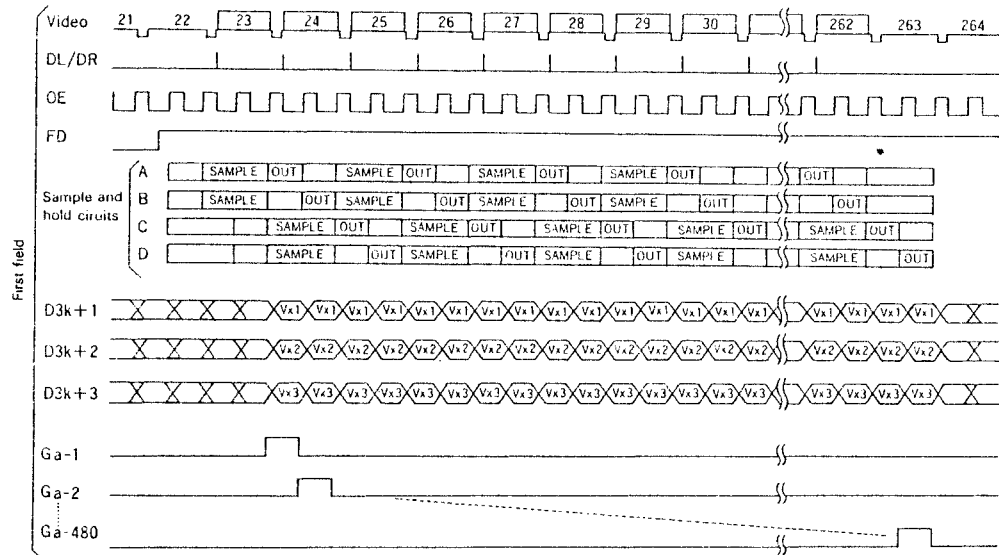 Video 21 22 23 24 25 26 27 28 29 30 262 263 264
DL/DR
OE
FD
First field
Sample and
hold ciruits
A SAMPLE OUT SAMPLE OUT SAMPLE OUT SAMPLE OUT OUT
B SAMPLE OUT SAMPLE OUT SAMPLE OUT SAMPLE OUT OUT
C SAMPLE OUT SAMPLE OUT SAMPLE OUT SAMPLE OUT SAMPLE OUT
D SAMPLE OUT SAMPLE OUT SAMPLE OUT SAMPLE OUT SAMPLE OUT
D3k+1 Vx1 Vx1 Vx1 Vx1 Vx1 Vx1 Vx1 Vx1 Vx1 Vx1 Vx1 Vx1 Vx1 Vx1 Vx1 Vx1 Vx1 Vx1 Vx1
D3k+2 Vx2 Vx2 Vx2 Vx2 Vx2 Vx2 Vx2 Vx2 Vx2 Vx2 Vx2 Vx2 Vx2 Vx2 Vx2 Vx2 Vx2 Vx2 Vx2
D3k+3 Vx3 Vx3 Vx3 Vx3 Vx3 Vx3 Vx3 Vx3 Vx3 Vx3 Vx3 Vx3 Vx3 Vx3 Vx3 Vx3 Vx3 Vx3 Vx3
Ga-1
Ga-2
Ga-480